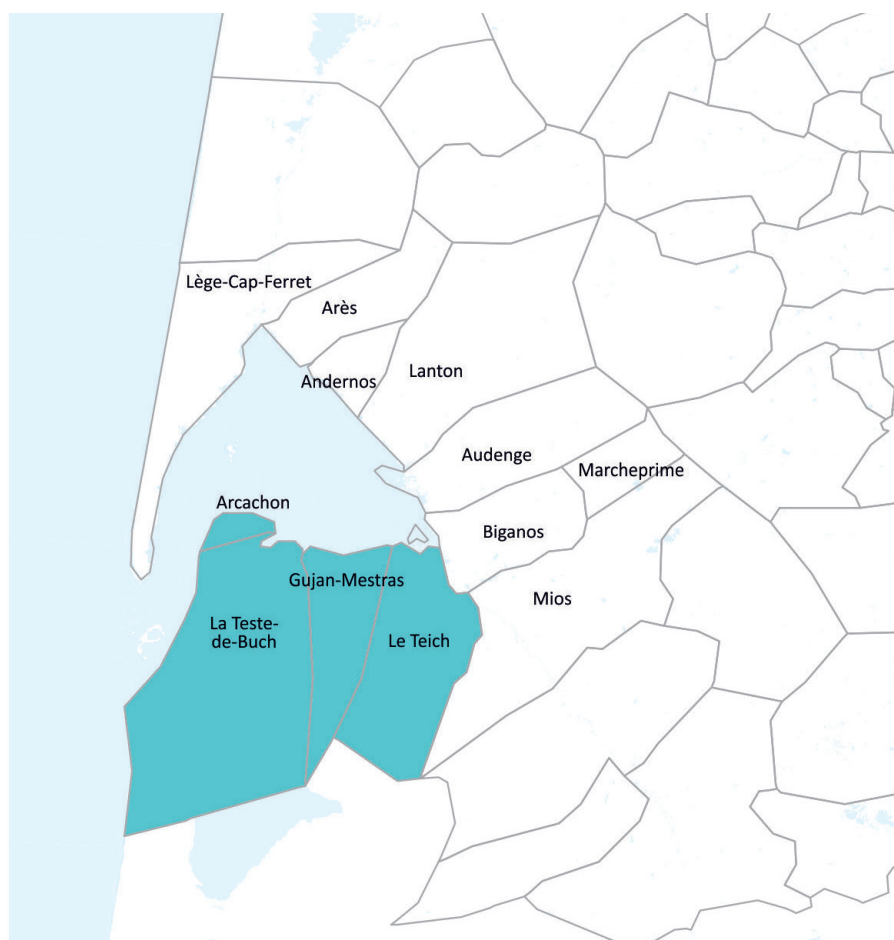 Lège-Cap-Ferret
Arès
Andernos
Lanton
Audenge
Marcheprime
Arcachon
Biganos
Gujan-Mestras
Mios
La Teste-
de-Buch
Le Teich